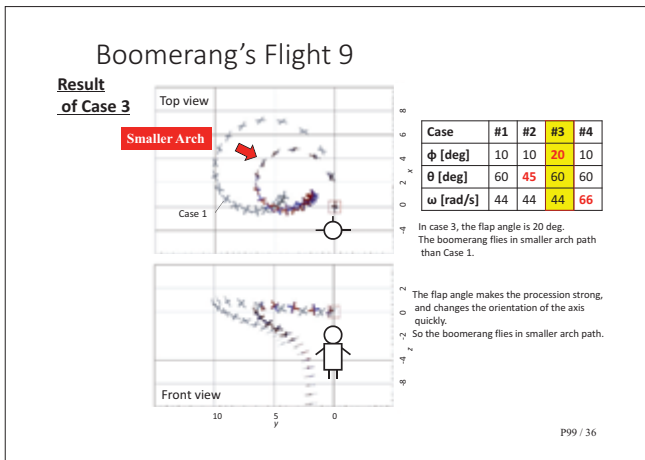 Boomerang's Flight 9
Result
of Case 3
Top view
Smaller Arch
Case 1
8
6
4
2
0
-4
x
Case #1 #2 #3 #4
ϕ [deg] 10 10 20 10
θ [deg] 60 45 60 60
ω [rad/s] 44 44 44 66
In case 3, the flap angle is 20 deg.
The boomerang flies in smaller arch path
than Case 1.
The flap angle makes the procession strong,
and changes the orientation of the axis
quickly.
So the boomerang flies in smaller arch path.
2
0
-2
-4
-8
z
Front view
10 5 0
y
P99 / 36